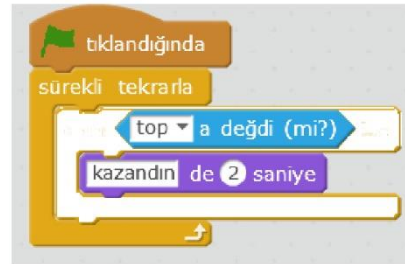 tıklandığında
sürekli tekrarla
top a değdi (mi?)
kazandın de 2 saniye